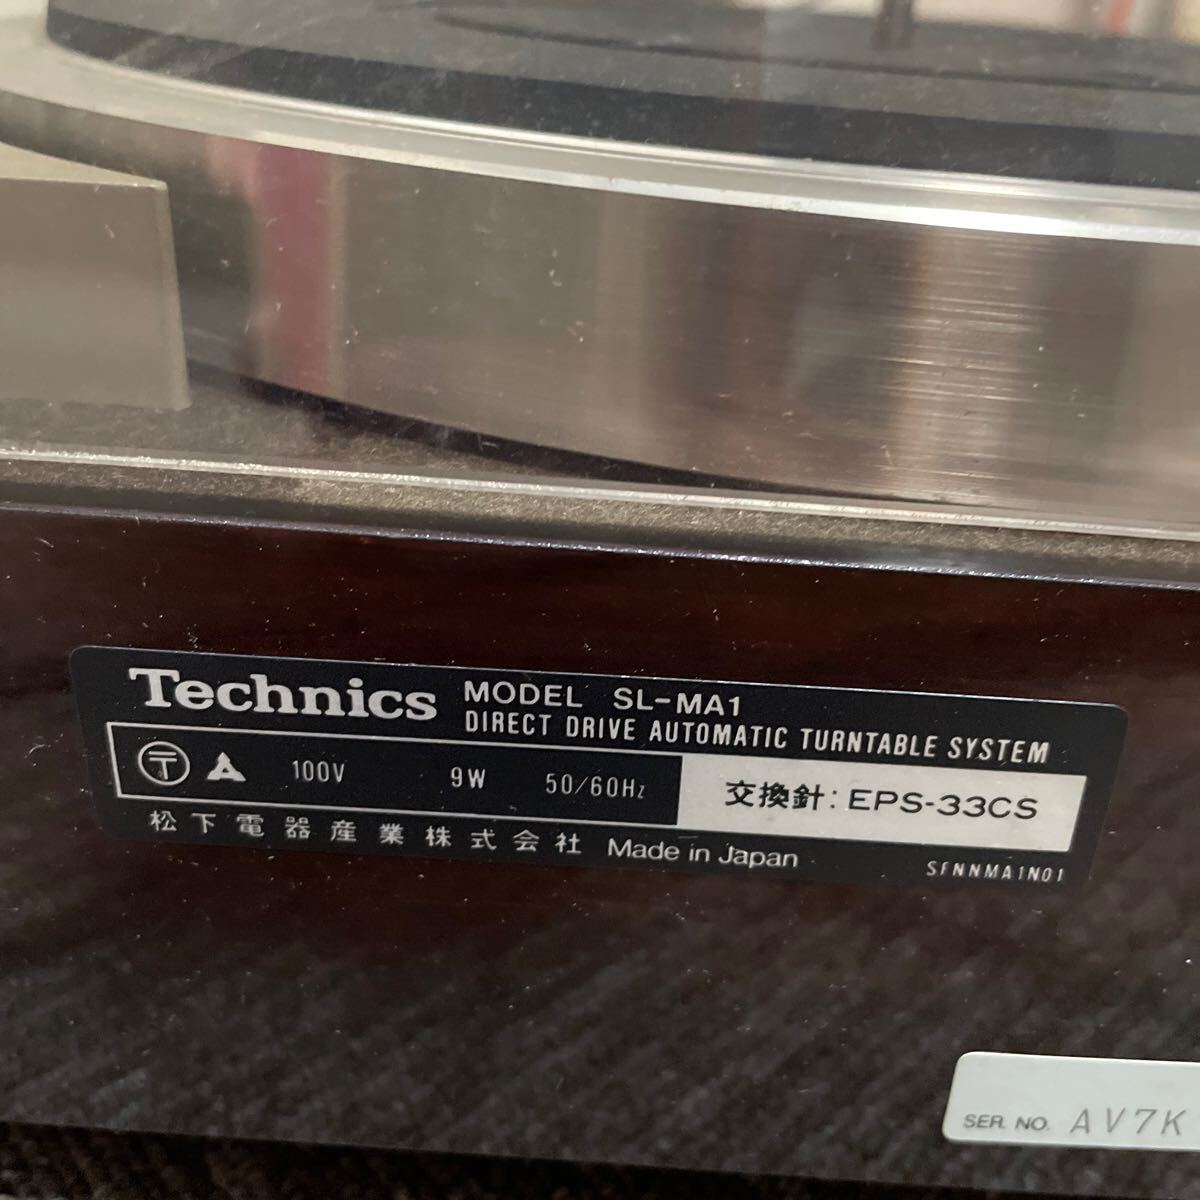 Technics MODEL SL-MA1
DIRECT DRIVE AUTOMATIC TURNTABLE SYSTEM
〒 100V 9W 50/60Hz 交換針: EPS-33CS
松下電器産業株式会社 Made in Japan SFNNMA1N01
SER. NO. AV7K